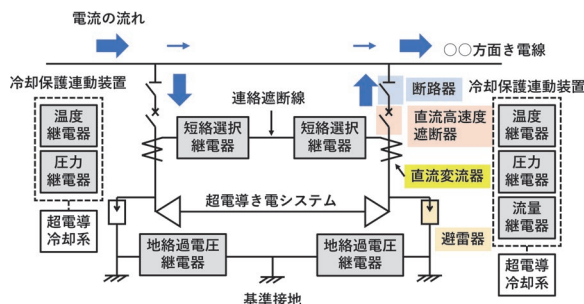 電流の流れ
○○方面き電線
冷却保護連動装置
温度
継電器
圧力
継電器
超電導
冷却系
連絡遮断線
短絡選択
継電器
短絡選択
継電器
断路器
直流高速度
遮断器
直流変流器
超電導き電システム
避雷器
地絡過電圧
継電器
地絡過電圧
継電器
基準接地
冷却保護連動装置
温度
継電器
圧力
継電器
流量
継電器
超電導
冷却系